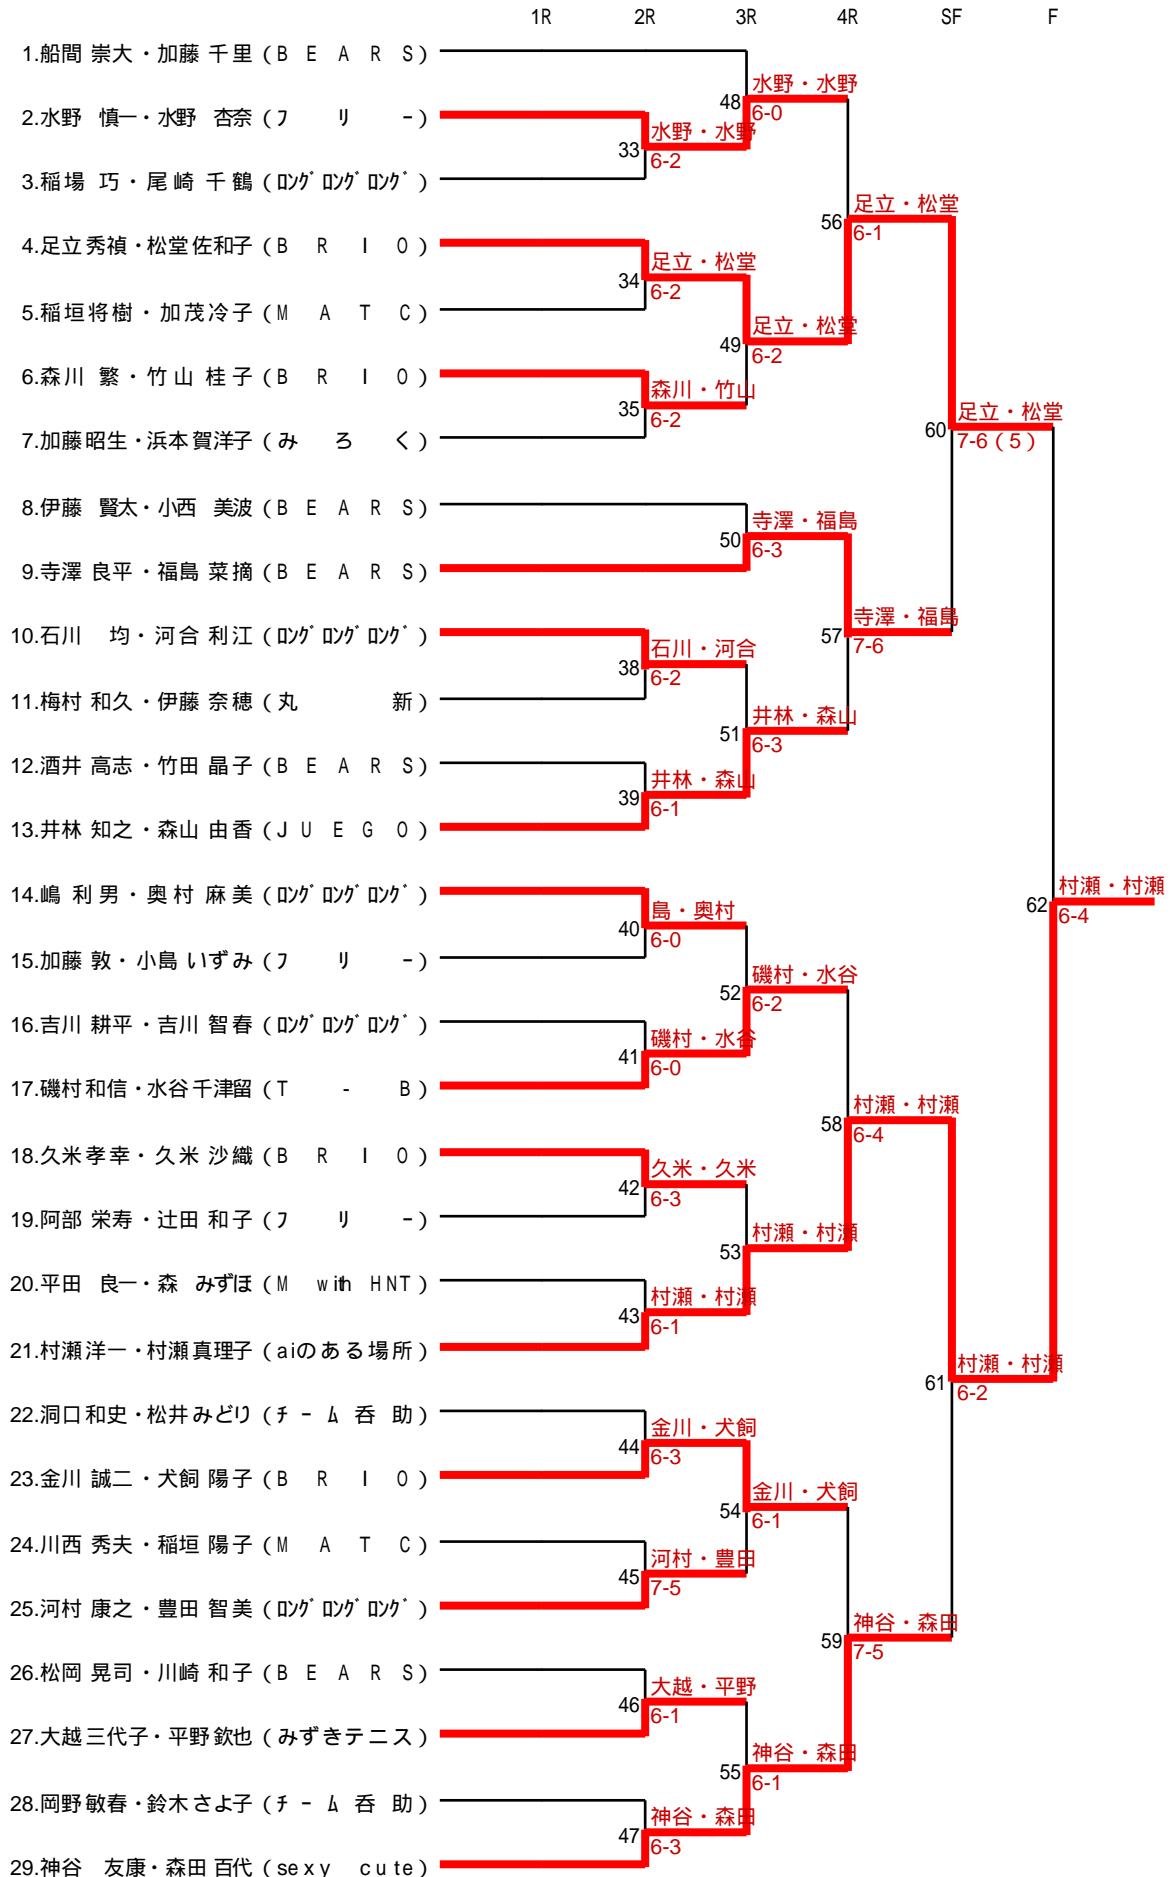 1R 2R 3R 4R SF F
1.船間 崇大・加藤 千里 (B E A R S)
水野・水野
48
6-0
2.水野 慎一・水野 杏奈 (フ リ ー)
水野・水野
33
6-2
3.稲場 巧・尾崎 千鶴 (ロング ロング ロング)
足立・松堂
56
6-1
4.足立秀禎・松堂佐和子 (B R I O)
足立・松堂
34
6-2
5.稲垣将樹・加茂冷子 (M A T C)
足立・松堂
49
6-2
6.森川 繁・竹山 桂子 (B R I O)
森川・竹山
35
6-2
足立・松堂
60
7-6 (5)
7.加藤昭生・浜本賀洋子 (み ろ く)
8.伊藤 賢太・小西 美波 (B E A R S)
寺澤・福島
50
6-3
9.寺澤 良平・福島 菜摘 (B E A R S)
寺澤・福島
57
7-6
10.石川 均・河合 利江 (ロング ロング ロング)
石川・河合
38
6-2
11.梅村 和久・伊藤 奈穂 (丸 新)
井林・森山
51
6-3
12.酒井 高志・竹田 晶子 (B E A R S)
井林・森山
39
6-1
13.井林 知之・森山 由香 (J U E G O)
14.嶋 利男・奥村 麻美 (ロング ロング ロング)
村瀬・村瀬
62
6-4
島・奥村
40
6-0
15.加藤 敦・小島 いずみ (フ リ ー)
磯村・水谷
52
6-2
16.吉川 耕平・吉川 智春 (ロング ロング ロング)
磯村・水谷
41
6-0
17.磯村和信・水谷千津留 (T - B)
村瀬・村瀬
58
6-4
18.久米孝幸・久米 沙織 (B R I O)
久米・久米
42
6-3
19.阿部 栄寿・辻田 和子 (フ リ ー)
村瀬・村瀬
53
20.平田 良一・森 みずほ (M with HNT)
村瀬・村瀬
43
6-1
21.村瀬洋一・村瀬真理子 (aiのある場所)
村瀬・村瀬
61
6-2
22.洞口和史・松井みどり (チーム呑助)
金川・犬飼
44
6-3
23.金川 誠二・犬飼 陽子 (B R I O)
金川・犬飼
54
6-1
24.川西 秀夫・稲垣 陽子 (M A T C)
河村・豊田
45
7-5
25.河村 康之・豊田 智美 (ロング ロング ロング)
神谷・森田
59
7-5
26.松岡 晃司・川崎 和子 (B E A R S)
大越・平野
46
6-1
27.大越三代子・平野欽也 (みずきテニス)
神谷・森田
55
6-1
28.岡野敏春・鈴木さよ子 (チーム呑助)
神谷・森田
47
6-3
29.神谷 友康・森田 百代 (sexy cute)